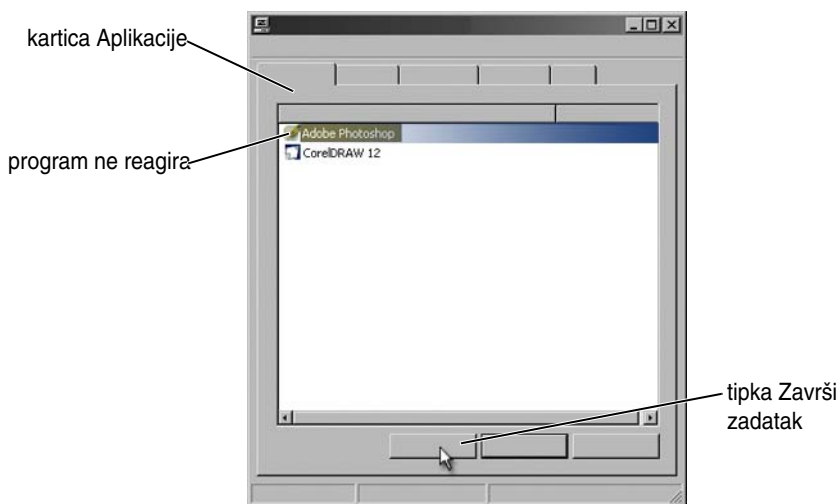 kartica Aplikacije
Adobe Photoshop
program ne reagira
CorelDRAW 12
tipka Završi
zadatak